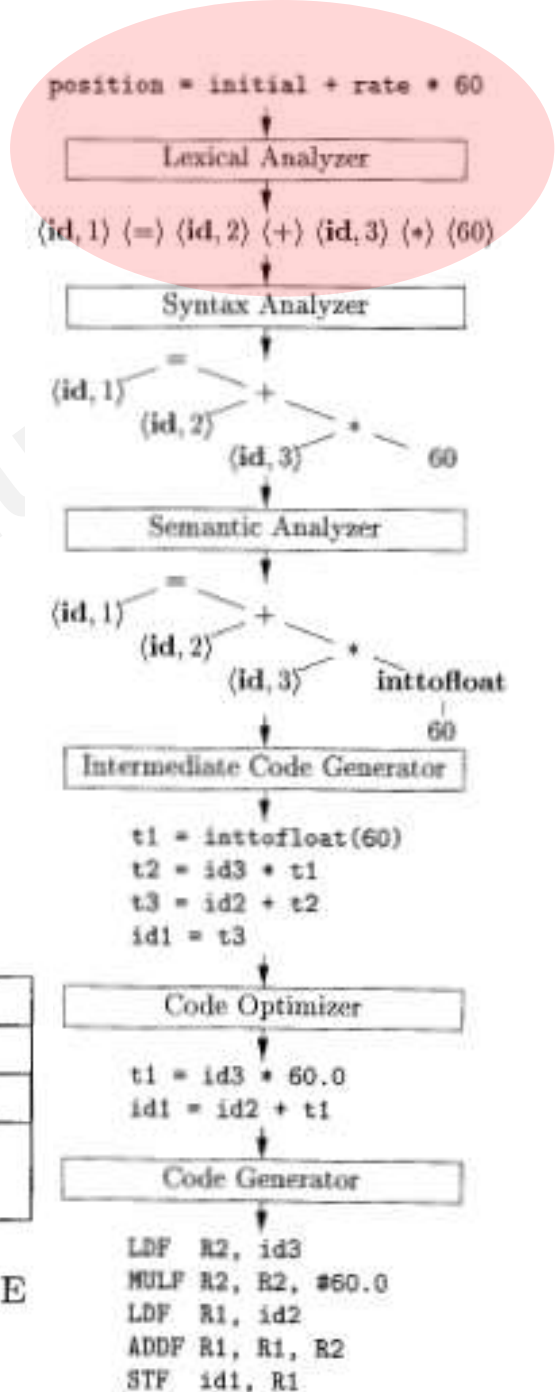 position = initial + rate * 60
Lexical Analyzer
⟨id, 1⟩ ⟨=⟩ ⟨id, 2⟩ ⟨+⟩ ⟨id, 3⟩ ⟨*⟩ ⟨60⟩
Syntax Analyzer
=
⟨id, 1⟩ +
⟨id, 2⟩ *
⟨id, 3⟩ 60
Semantic Analyzer
=
⟨id, 1⟩ +
⟨id, 2⟩ *
⟨id, 3⟩ inttofloat
60
Intermediate Code Generator
t1 = inttofloat(60)
t2 = id3 * t1
t3 = id2 + t2
id1 = t3
Code Optimizer
t1 = id3 * 60.0
id1 = id2 + t1
Code Generator
E
LDF R2, id3
MULF R2, R2, #60.0
LDF R1, id2
ADDF R1, R1, R2
STF id1, R1